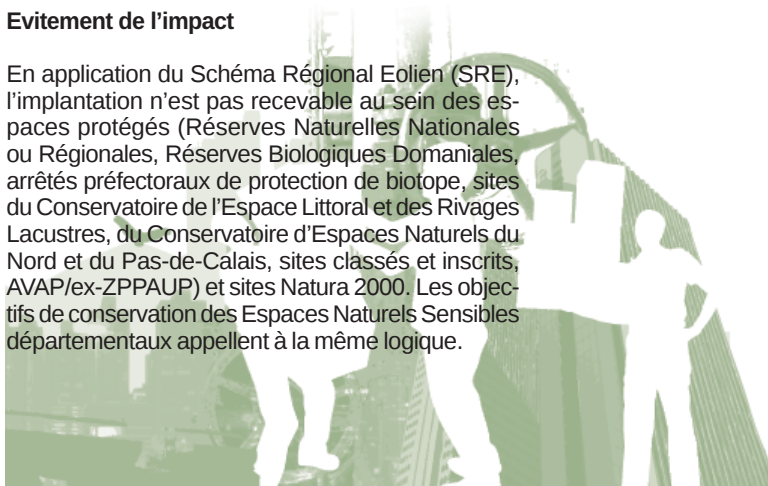 Evitement de l’impact
En application du Schéma Régional Eolien (SRE),
l’implantation n’est pas recevable au sein des es-
paces protégés (Réserves Naturelles Nationales
ou Régionales, Réserves Biologiques Domaniales,
arrêtés préfectoraux de protection de biotope, sites
du Conservatoire de l’Espace Littoral et des Rivages
Lacustres, du Conservatoire d’Espaces Naturels du
Nord et du Pas-de-Calais, sites classés et inscrits,
AVAP/ex-ZPPAUP) et sites Natura 2000. Les objec-
tifs de conservation des Espaces Naturels Sensibles
départementaux appellent à la même logique.